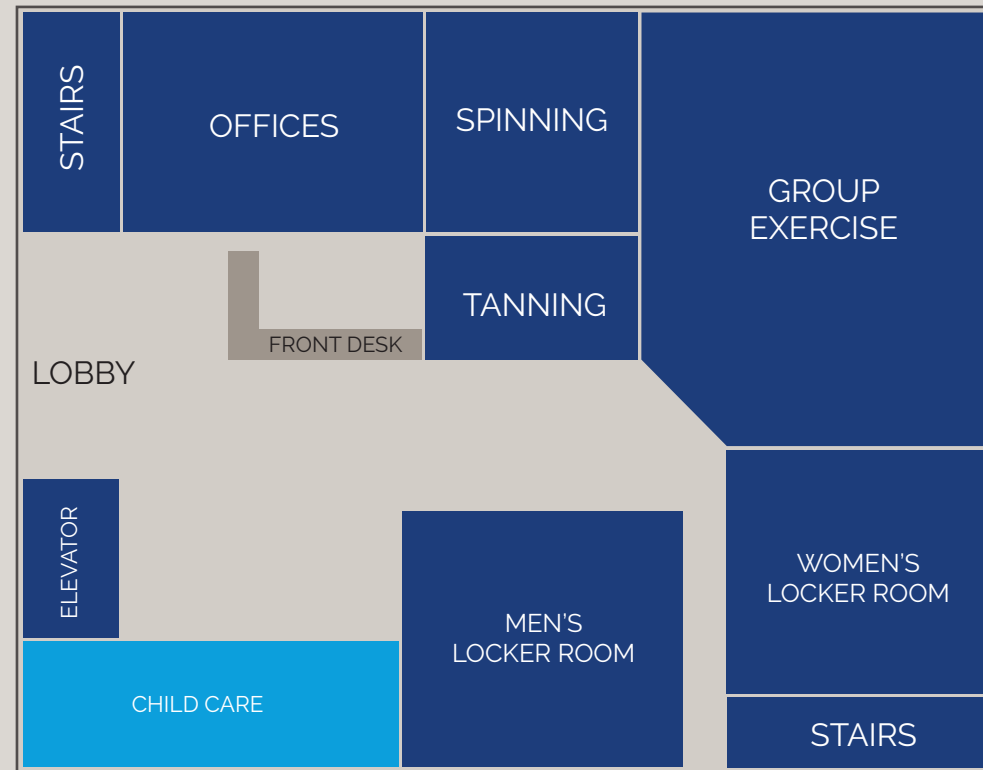 STAIRS
OFFICES
SPINNING
GROUP
EXERCISE
TANNING
FRONT DESK
LOBBY
ELEVATOR
WOMEN'S
LOCKER ROOM
MEN'S
LOCKER ROOM
CHILD CARE
STAIRS